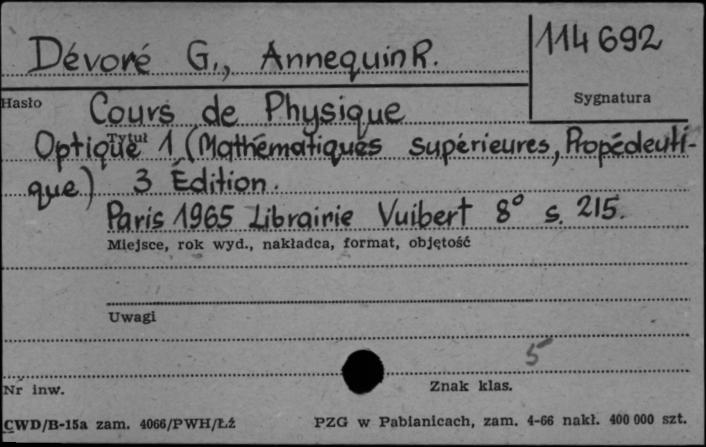 Dévoré G., Annequin R.
114 692
Hasło
Sygnatura
Cours de Physique
Tytuł
Optique 1 (Mathématiques supérieures, Propédeuti-
que) 3 Édition.
Paris 1965 Librairie Vuibert 8° s. 215.
Miejsce, rok wyd., nakładca, format, objętość
Uwagi
5
Nr inw.
Znak klas.
CWD/B-15a zam. 4066/PWH/Łź
PZG w Pabianicach, zam. 4-66 nakł. 400 000 szt.